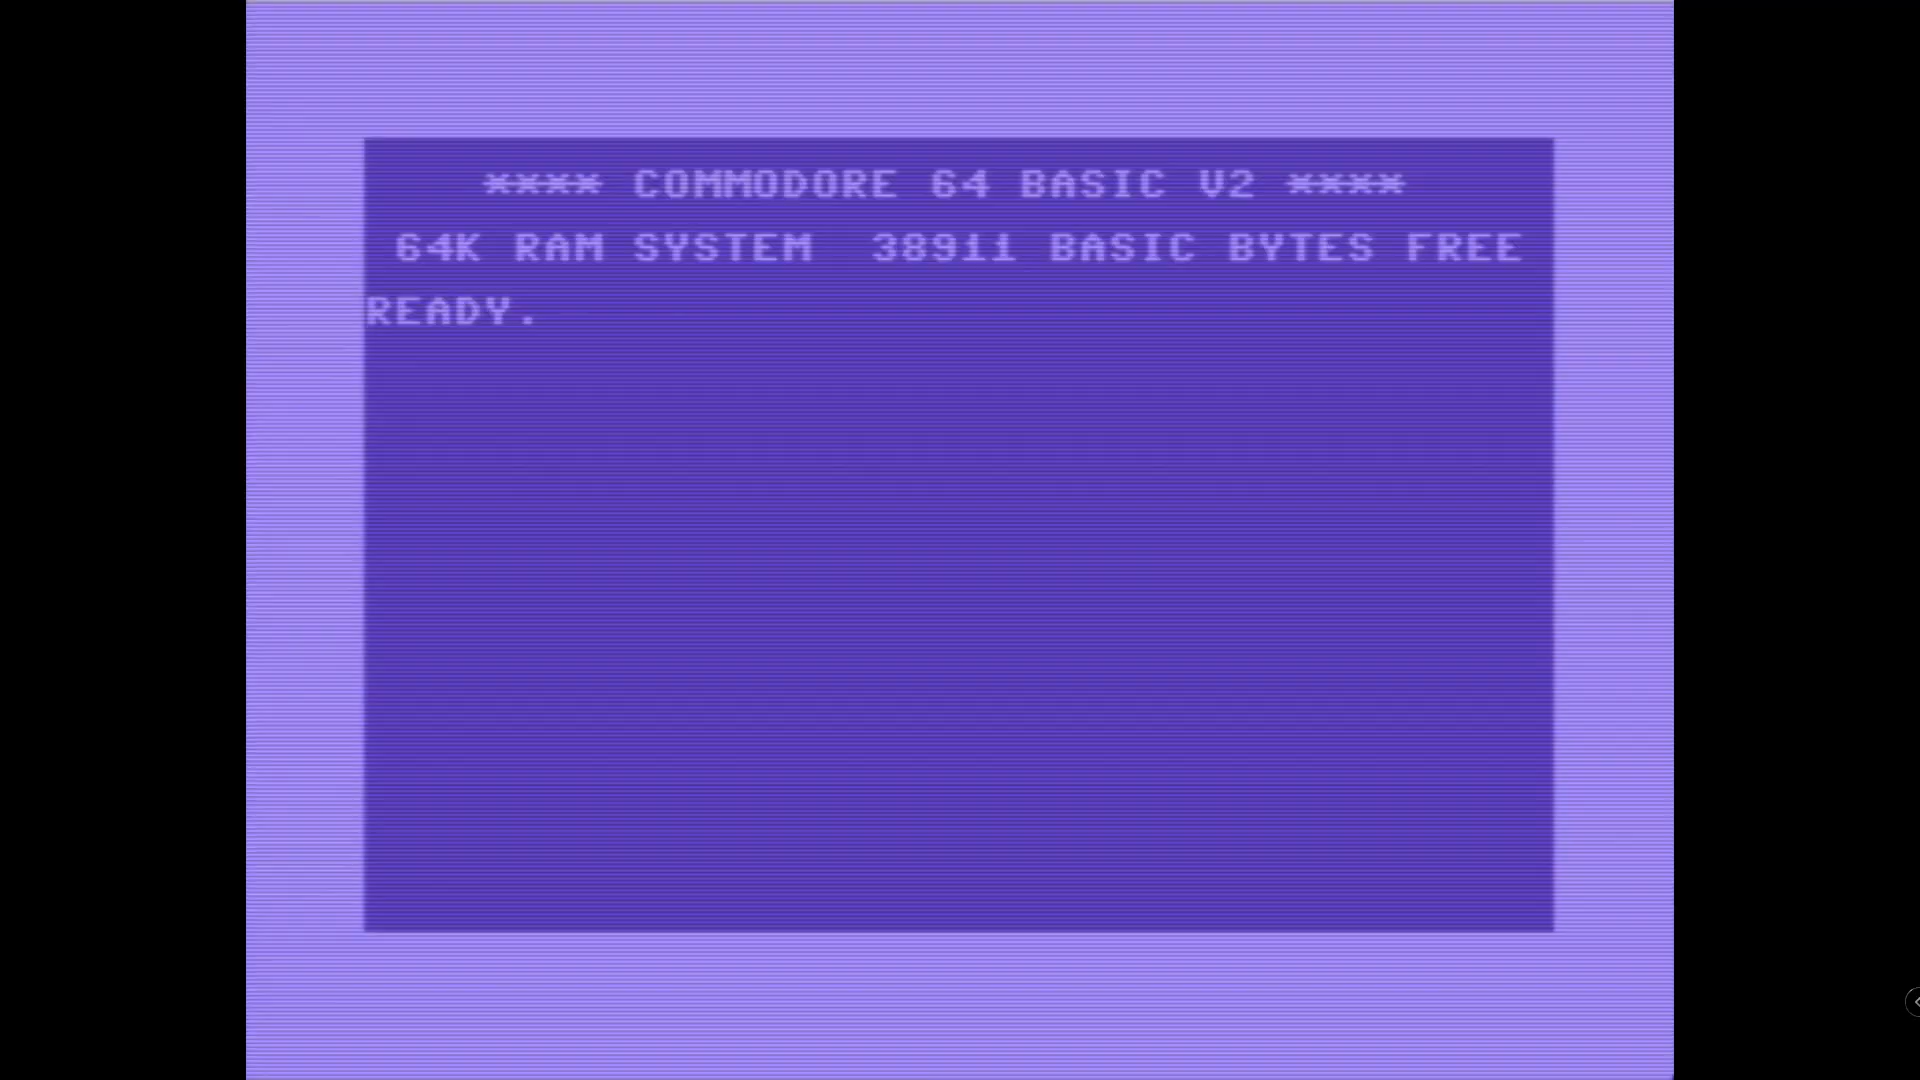 **** COMMODORE 64 BASIC V2 ****
64K RAM SYSTEM  38911 BASIC BYTES FREE
READY.